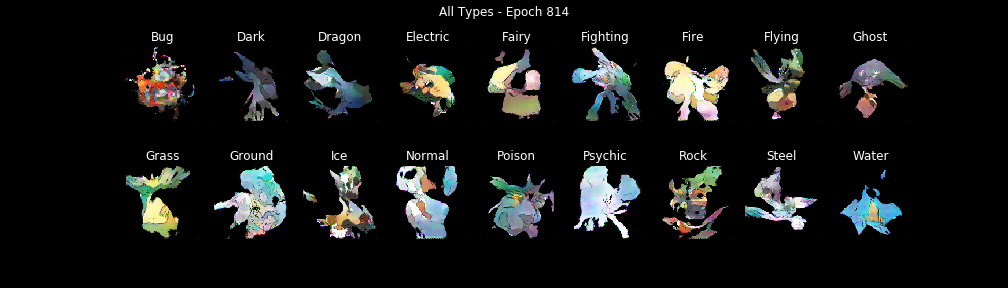 All Types - Epoch 814
Bug Dark Dragon Electric Fairy Fighting Fire Flying Ghost
Grass Ground Ice Normal Poison Psychic Rock Steel Water